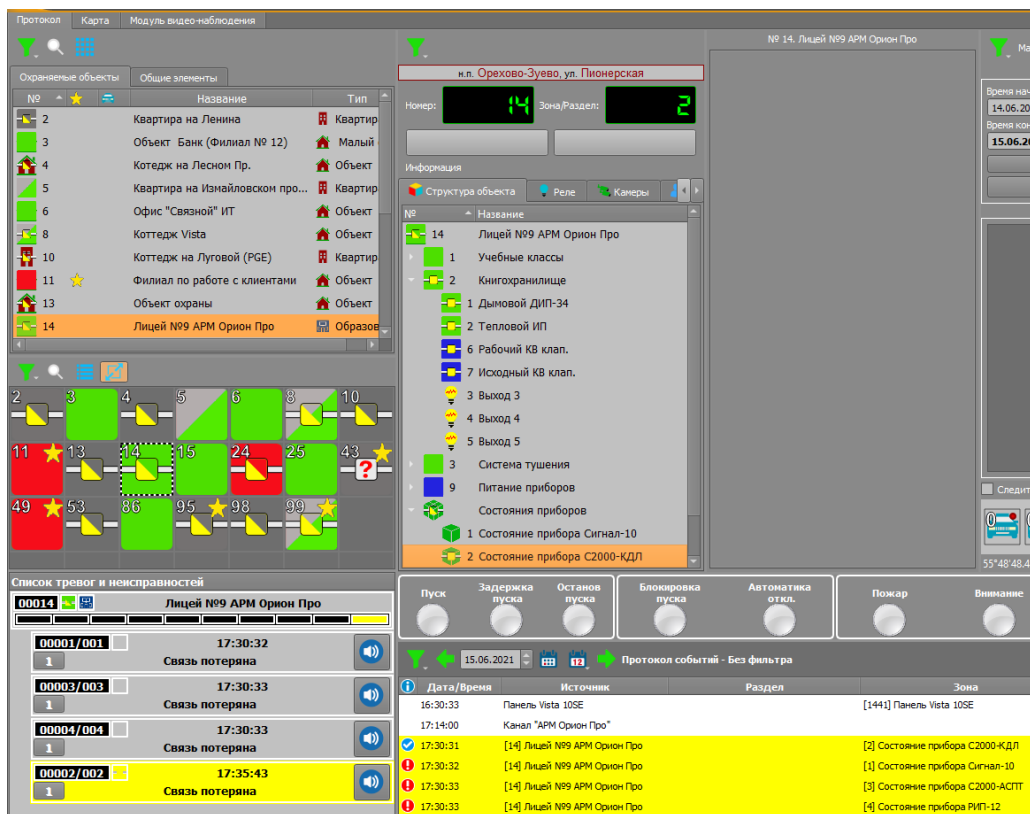 Протокол Карта Модуль видео-наблюдения
Охраняемые объекты Общие элементы
№ Название Тип
2 Квартира на Ленина Квартир
3 Объект Банк (Филиал № 12) Малый
4 Котедж на Лесном Пр. Объект
5 Квартира на Измайловском про... Квартир
6 Офис "Связной" ИТ Объект
8 Коттедж Vista Объект
10 Коттедж на Луговой (PGE) Квартир
11 Филиал по работе с клиентами Объект
13 Объект охраны Объект
14 Лицей №9 АРМ Орион Про Образов
2 3 4 5 6 8 10
11 13 14 15 24 25 43
?
49 53 86 95 98 99
Список тревог и неисправностей
00014 Лицей №9 АРМ Орион Про
00001/001 17:30:32
1 Связь потеряна
00003/003 17:30:33
1 Связь потеряна
00004/004 17:30:33
1 Связь потеряна
00002/002 17:35:43
1 Связь потеряна
н.п. Орехово-Зуево, ул. Пионерская
Номер: 14 Зона/Раздел: 2
Информация
Структура объекта Реле Камеры
№ Название
14 Лицей №9 АРМ Орион Про
1 Учебные классы
2 Книгохранилище
1 Дымовой ДИП-34
2 Тепловой ИП
6 Рабочий КВ клап.
7 Исходный КВ клап.
3 Выход 3
4 Выход 4
5 Выход 5
3 Система тушения
9 Питание приборов
Состояния приборов
1 Состояние прибора Сигнал-10
2 Состояние прибора С2000-КДЛ
№ 14. Лицей №9 АРМ Орион Про
Ма
Время нач
14.06.20
Время кон
15.06.20
Следит
0
55°48'48.4
Пуск Задержка пуска Останов пуска Блокировка пуска Автоматика откл. Пожар Внимание
15.06.2021 12 Протокол событий - Без фильтра
Дата/Время Источник Раздел Зона
16:30:33 Панель Vista 10SE [1441] Панель Vista 10SE
17:14:00 Канал "АРМ Орион Про"
17:30:31 [14] Лицей №9 АРМ Орион Про [2] Состояние прибора С2000-КДЛ
17:30:32 [14] Лицей №9 АРМ Орион Про [1] Состояние прибора Сигнал-10
17:30:33 [14] Лицей №9 АРМ Орион Про [3] Состояние прибора С2000-АСПТ
17:30:33 [14] Лицей №9 АРМ Орион Про [4] Состояние прибора РИП-12